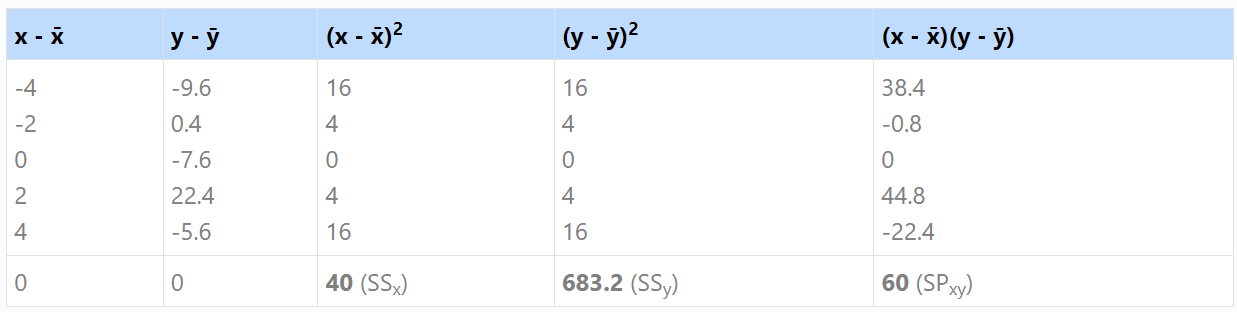 x - x̄ y - ȳ (x - x̄)² (y - ȳ)² (x - x̄)(y - ȳ)
-4 -9.6 16 16 38.4
-2 0.4 4 4 -0.8
0 -7.6 0 0 0
2 22.4 4 4 44.8
4 -5.6 16 16 -22.4
0 0 40 (SSₓ) 683.2 (SSy) 60 (SPxy)